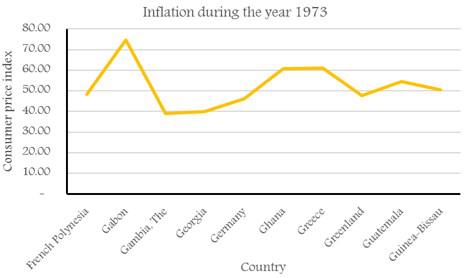 Inflation during the year 1973
Consumer price index
80.00
70.00
60.00
50.00
40.00
30.00
20.00
10.00
-
French Polynesia
Gabon
Gambia, The
Georgia
Germany
Ghana
Greece
Greenland
Guatemala
Guinea-Bissau
Country